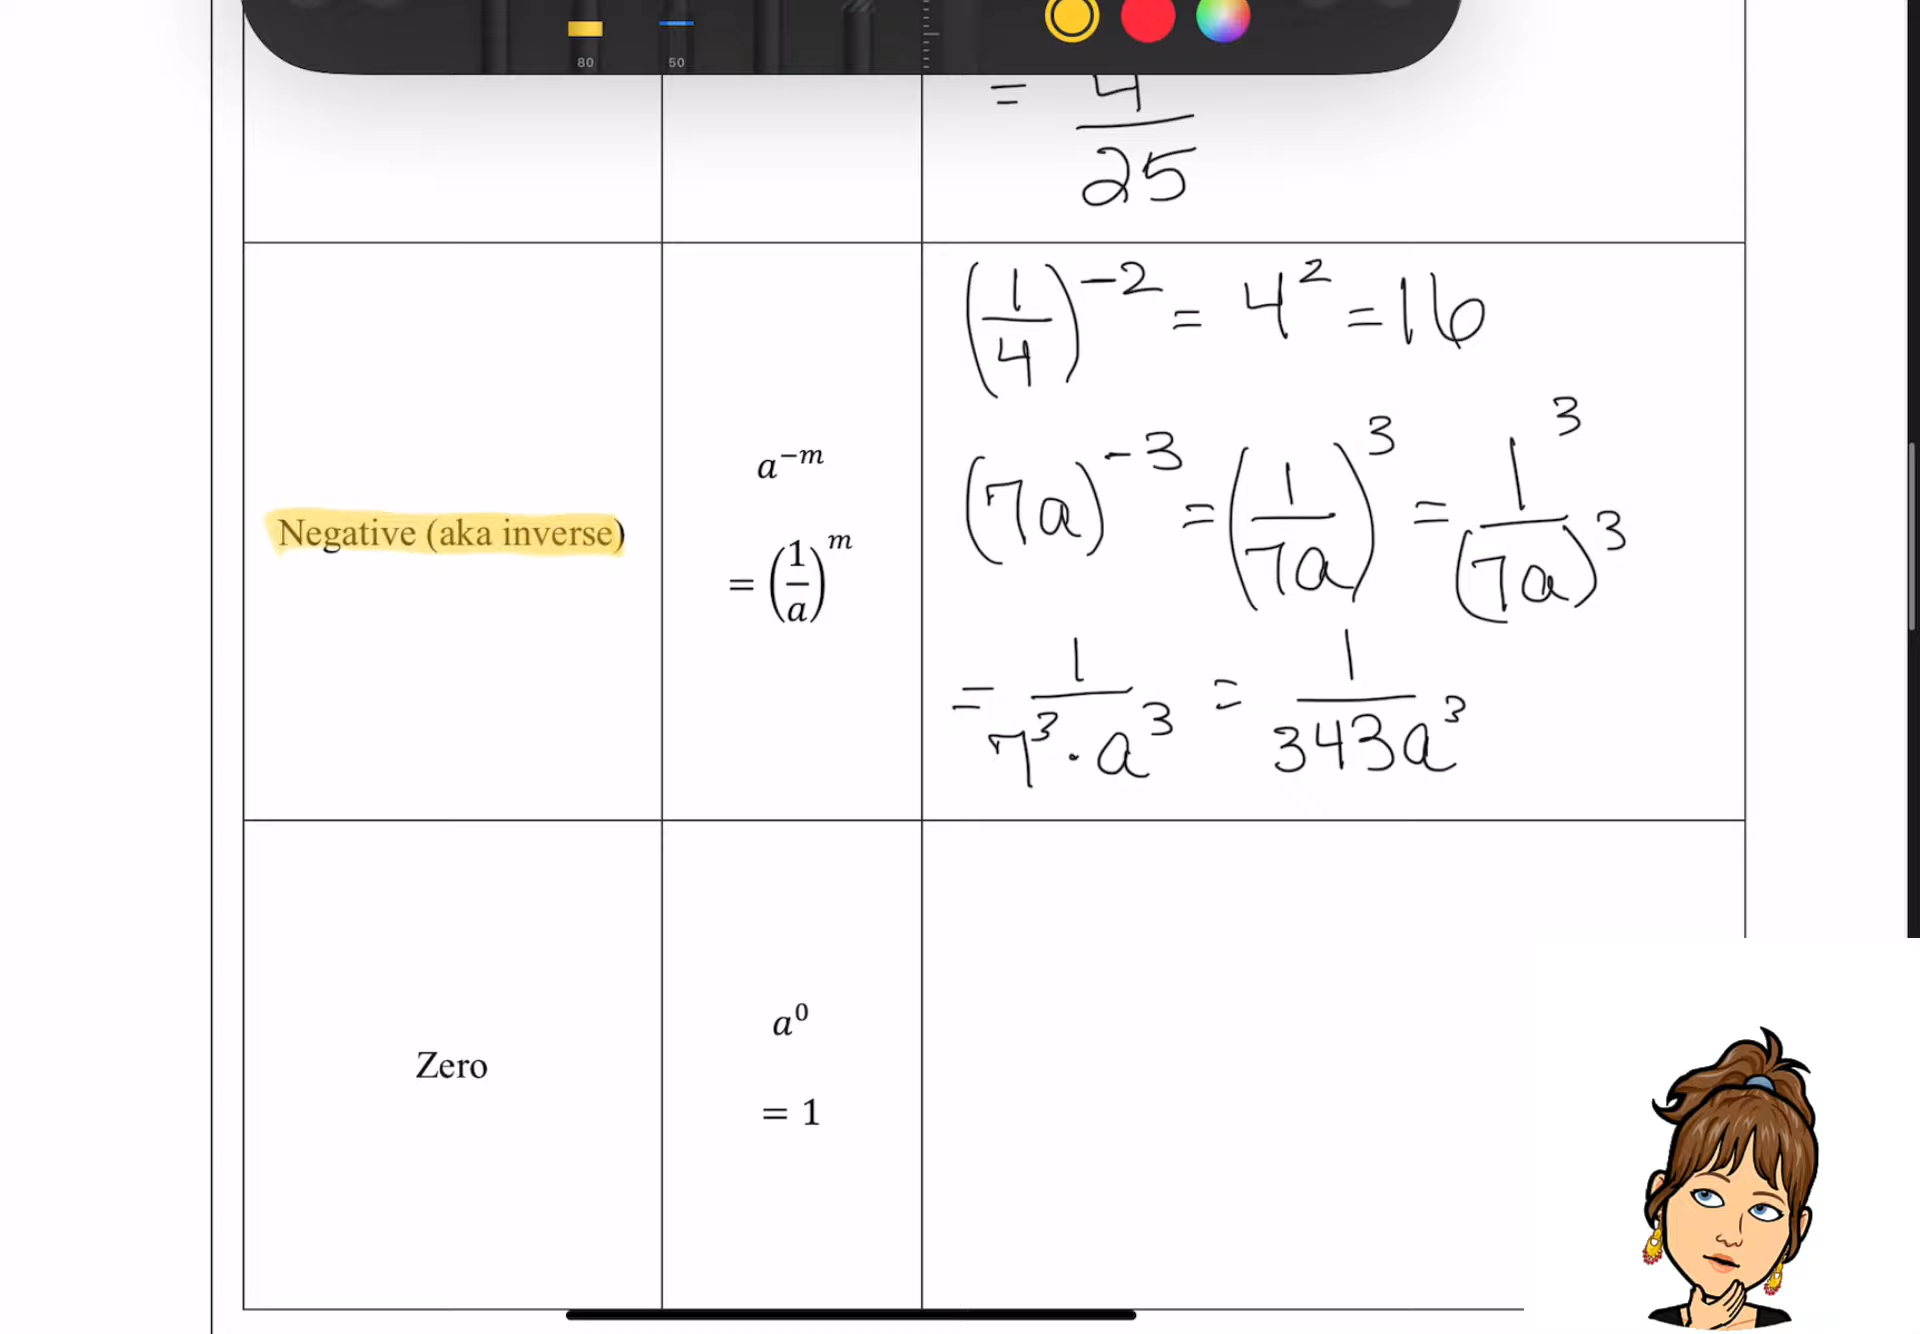 80 50
= 4/25
(1/4)^-2 = 4^2 = 16
Negative (aka inverse)
a^−m
= (1/a)^m
(7a)^-3 = (1/7a)^3 = 1^3/(7a)^3
= 1/7^3 · a^3 = 1/343a^3
Zero
a^0
= 1